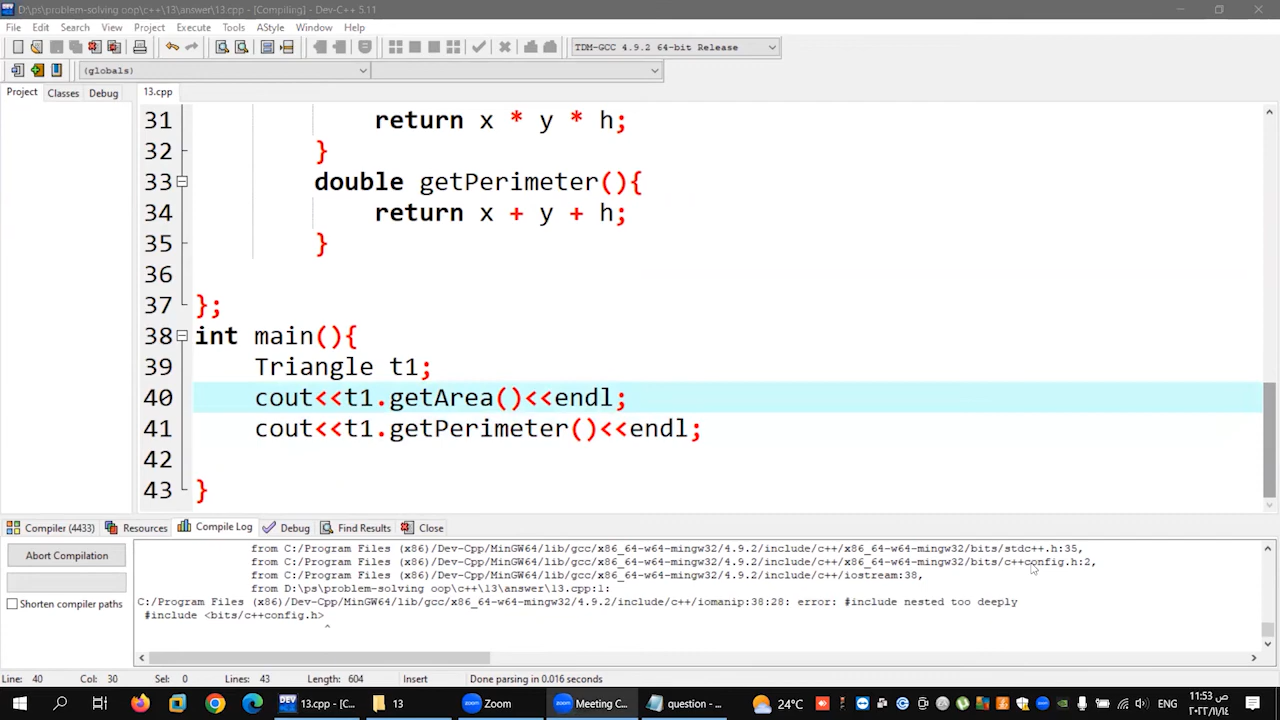 D:\ps\problem-solving oop\c++\13\answer\13.cpp - [Compiling] - Dev-C++ 5.11
File Edit Search View Project Execute Tools AStyle Window Help
TDM-GCC 4.9.2 64-bit Release
(globals)
Project Classes Debug
13.cpp
31 return x * y * h;
32 }
33 double getPerimeter(){
34 return x + y + h;
35 }
36
37 };
38 int main(){
39 Triangle t1;
40 cout<<t1.getArea()<<endl;
41 cout<<t1.getPerimeter()<<endl;
42
43 }
Compiler (4433) Resources Compile Log Debug Find Results Close
Abort Compilation
Shorten compiler paths
from C:/Program Files (x86)/Dev-Cpp/MinGW64/lib/gcc/x86_64-w64-mingw32/4.9.2/include/c++/x86_64-w64-mingw32/bits/stdc++.h:35,
from C:/Program Files (x86)/Dev-Cpp/MinGW64/lib/gcc/x86_64-w64-mingw32/4.9.2/include/c++/x86_64-w64-mingw32/bits/c++config.h:2,
from C:/Program Files (x86)/Dev-Cpp/MinGW64/lib/gcc/x86_64-w64-mingw32/4.9.2/include/c++/iostream:38,
from D:\ps\problem-solving oop\c++\13\answer\13.cpp:1:
C:/Program Files (x86)/Dev-Cpp/MinGW64/lib/gcc/x86_64-w64-mingw32/4.9.2/include/c++/iomanip:38:28: error: #include nested too deeply
#include <bits/c++config.h>
^
Line: 40 Col: 30 Sel: 0 Lines: 43 Length: 604 Insert Done parsing in 0.016 seconds
13.cpp - [C... 13 Zoom Meeting C... question - ... 24°C ENG
11:53 ص
٢٠٢٢/١/١٤